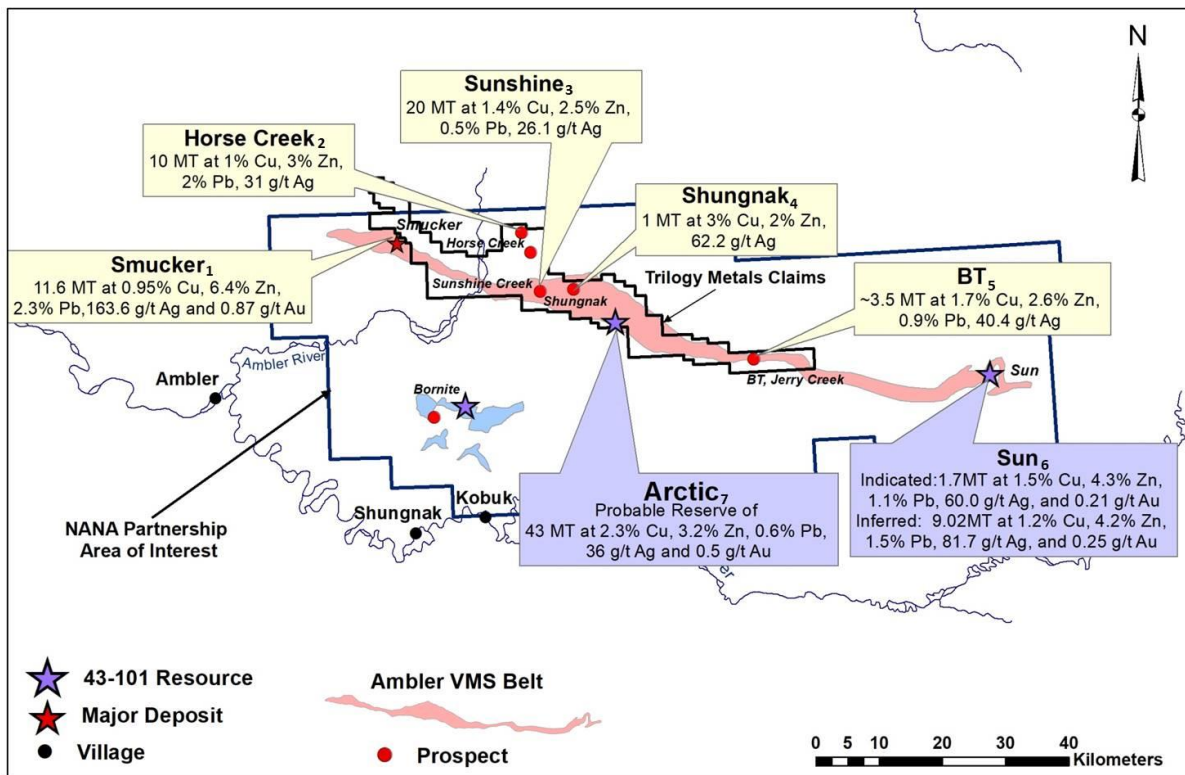 N
Sunshine3
20 MT at 1.4% Cu, 2.5% Zn,
0.5% Pb, 26.1 g/t Ag
Horse Creek2
10 MT at 1% Cu, 3% Zn,
2% Pb, 31 g/t Ag
Shungnak4
1 MT at 3% Cu, 2% Zn,
62.2 g/t Ag
Smucker
Horse Creek
Smucker1
11.6 MT at 0.95% Cu, 6.4% Zn,
2.3% Pb,163.6 g/t Ag and 0.87 g/t Au
Sunshine Creek
Shungnak
Trilogy Metals Claims
BT5
~3.5 MT at 1.7% Cu, 2.6% Zn,
0.9% Pb, 40.4 g/t Ag
Ambler River
Ambler
Bornite
BT, Jerry Creek
Sun
NANA Partnership
Area of Interest
Shungnak
Kobuk
Arctic7
Probable Reserve of
43 MT at 2.3% Cu, 3.2% Zn, 0.6% Pb,
36 g/t Ag and 0.5 g/t Au
Sun6
Indicated:1.7MT at 1.5% Cu, 4.3% Zn,
1.1% Pb, 60.0 g/t Ag, and 0.21 g/t Au
Inferred: 9.02MT at 1.2% Cu, 4.2% Zn,
1.5% Pb, 81.7 g/t Ag, and 0.25 g/t Au
43-101 Resource
Major Deposit
Village
Ambler VMS Belt
Prospect
0 5 10 20 30 40
Kilometers